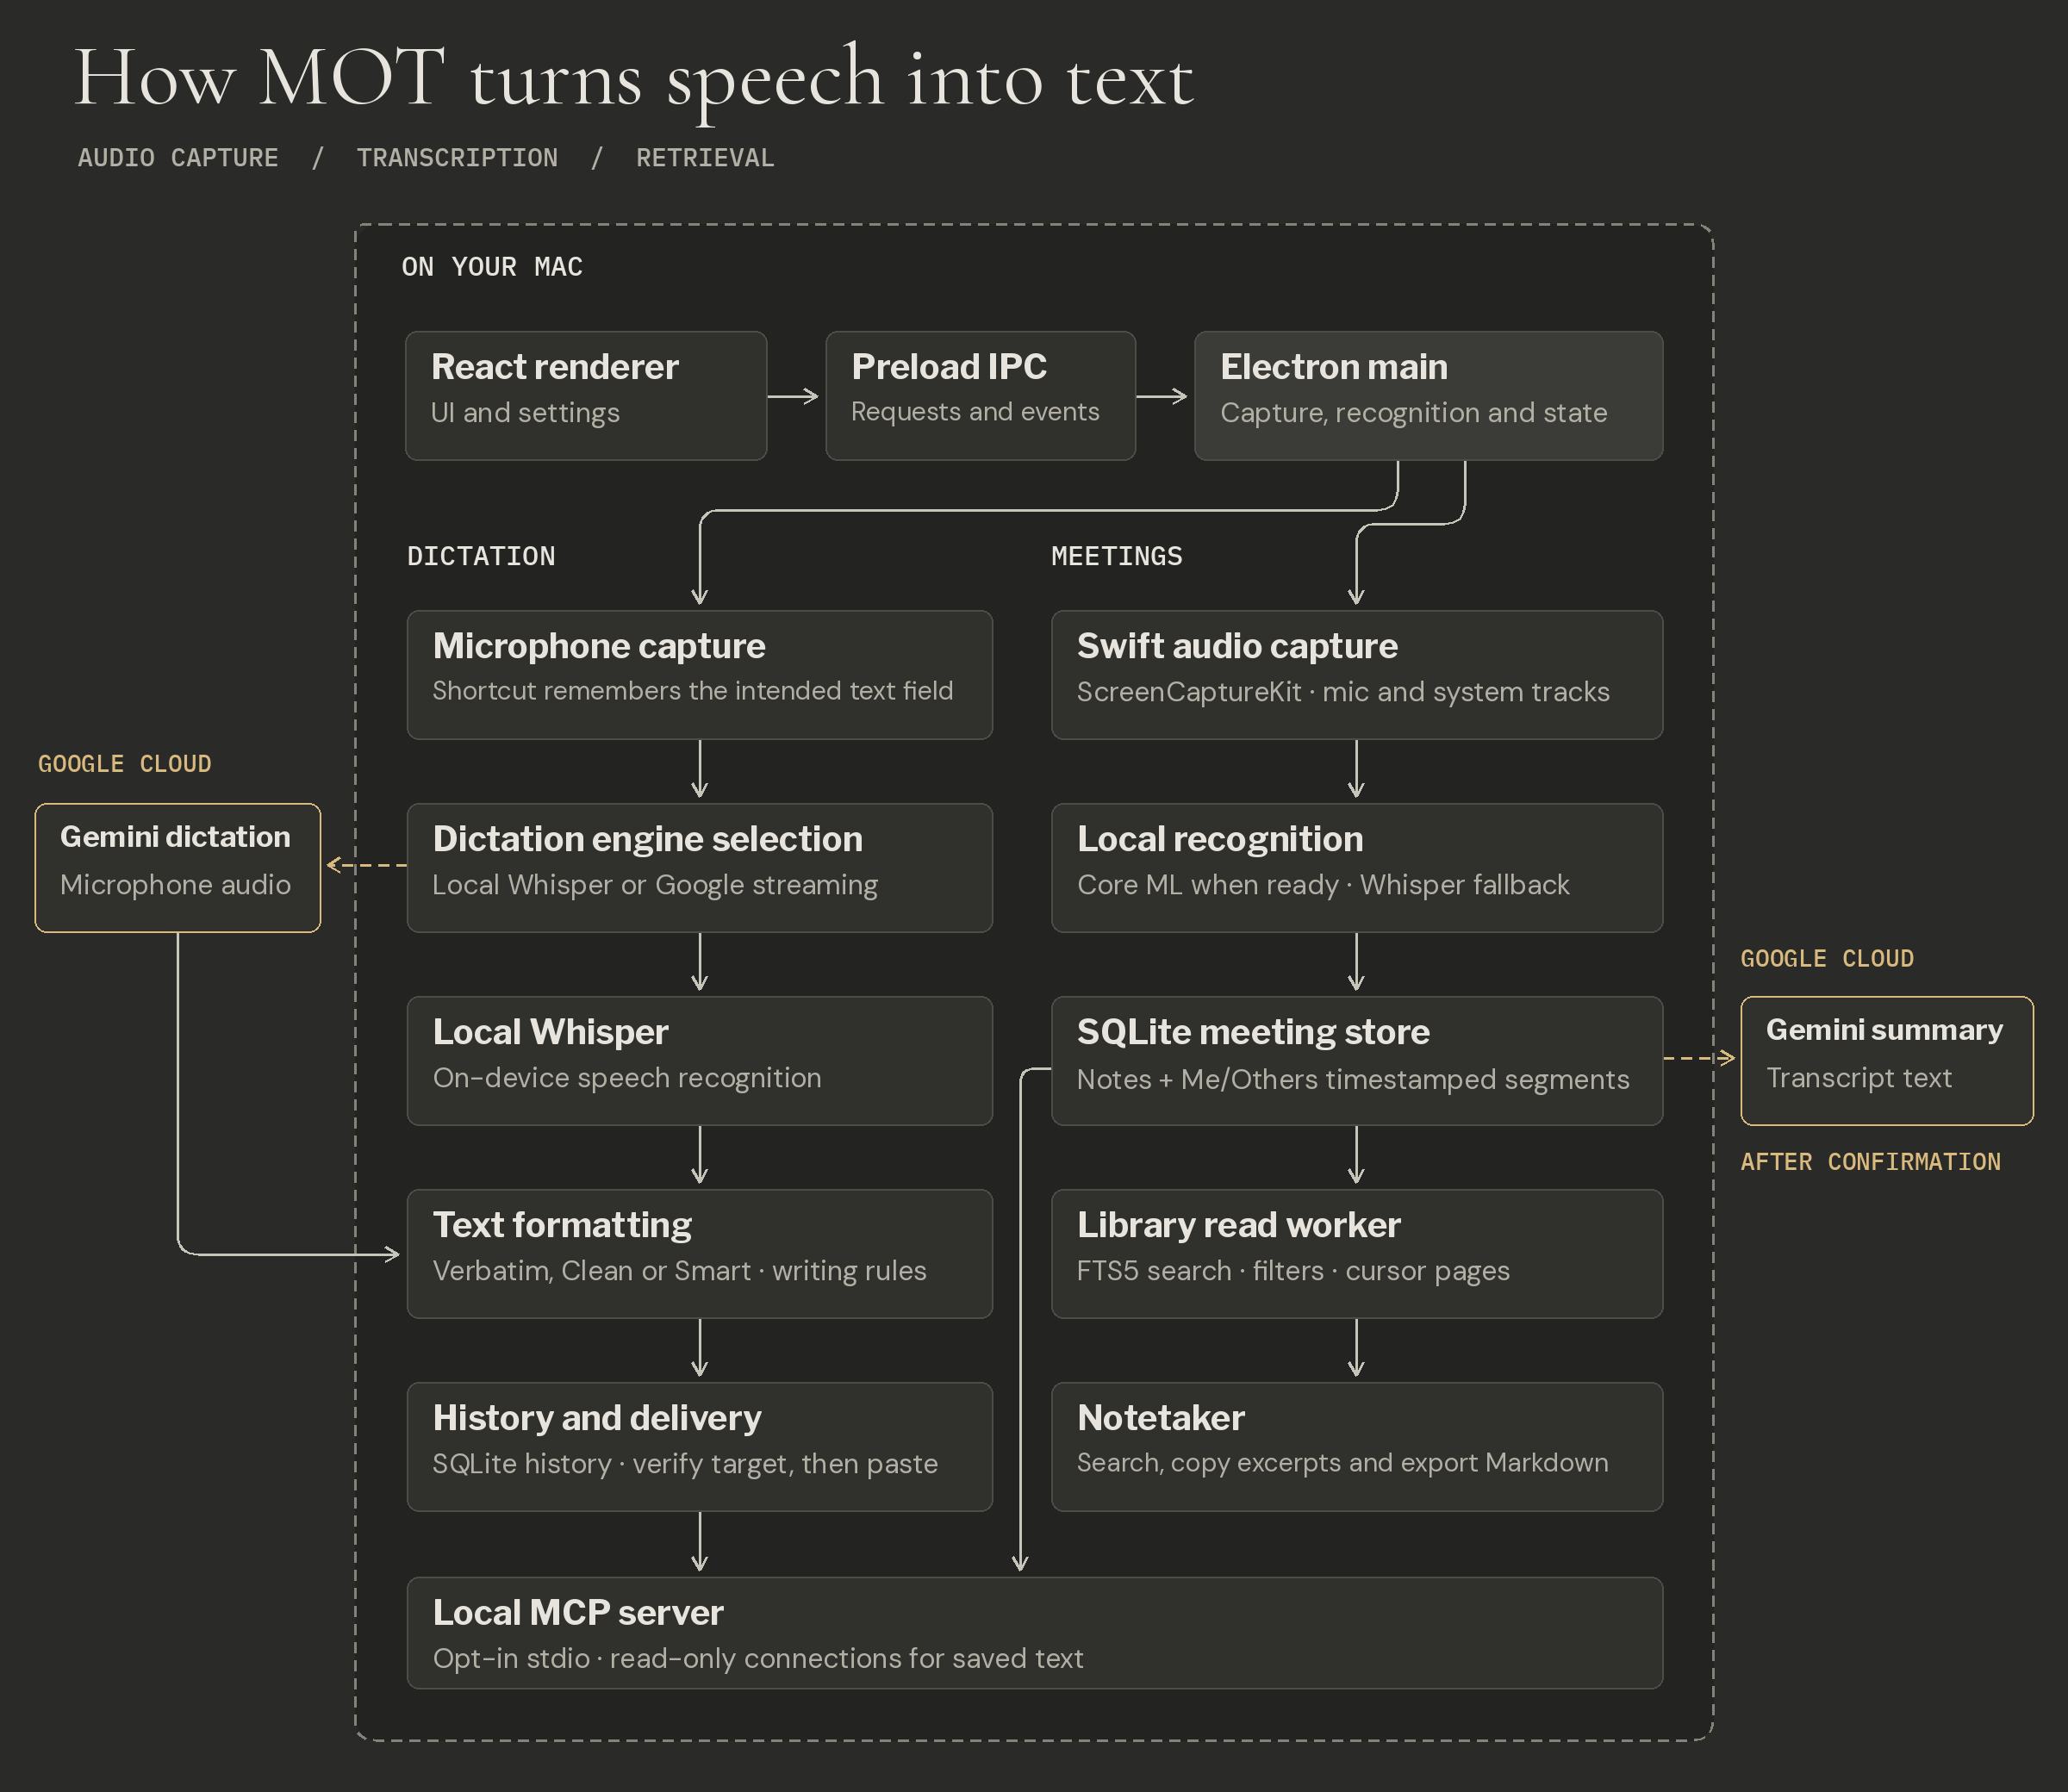 How MOT turns speech into text
AUDIO CAPTURE / TRANSCRIPTION / RETRIEVAL
ON YOUR MAC
React renderer
UI and settings
Preload IPC
Requests and events
Electron main
Capture, recognition and state
DICTATION
MEETINGS
Microphone capture
Shortcut remembers the intended text field
Swift audio capture
ScreenCaptureKit · mic and system tracks
GOOGLE CLOUD
Gemini dictation
Microphone audio
Dictation engine selection
Local Whisper or Google streaming
Local recognition
Core ML when ready · Whisper fallback
Local Whisper
On-device speech recognition
SQLite meeting store
Notes + Me/Others timestamped segments
GOOGLE CLOUD
Gemini summary
Transcript text
AFTER CONFIRMATION
Text formatting
Verbatim, Clean or Smart · writing rules
Library read worker
FTS5 search · filters · cursor pages
History and delivery
SQLite history · verify target, then paste
Notetaker
Search, copy excerpts and export Markdown
Local MCP server
Opt-in stdio · read-only connections for saved text